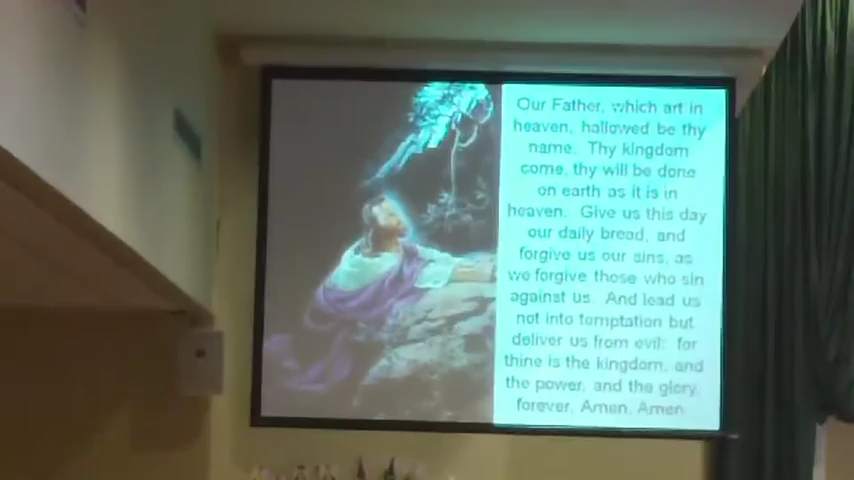 Our Father, which art in
heaven, hallowed be thy
name. Thy kingdom
come, thy will be done
on earth as it is in
heaven. Give us this day
our daily bread, and
forgive us our sins, as
we forgive those who sin
against us. And lead us
not into temptation but
deliver us from evil: for
thine is the kingdom, and
the power, and the glory
forever. Amen. Amen